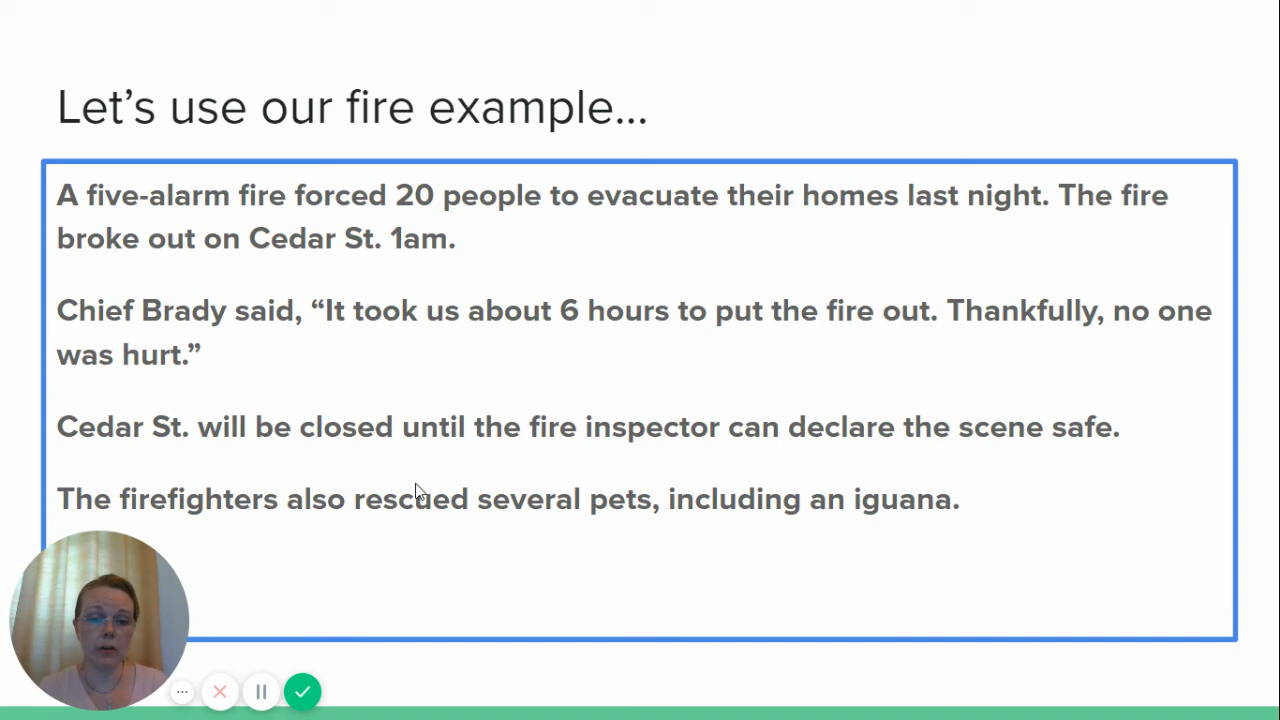 Let’s use our fire example...
A five-alarm fire forced 20 people to evacuate their homes last night. The fire
broke out on Cedar St. 1am.
Chief Brady said, “It took us about 6 hours to put the fire out. Thankfully, no one
was hurt.”
Cedar St. will be closed until the fire inspector can declare the scene safe.
The firefighters also rescued several pets, including an iguana.